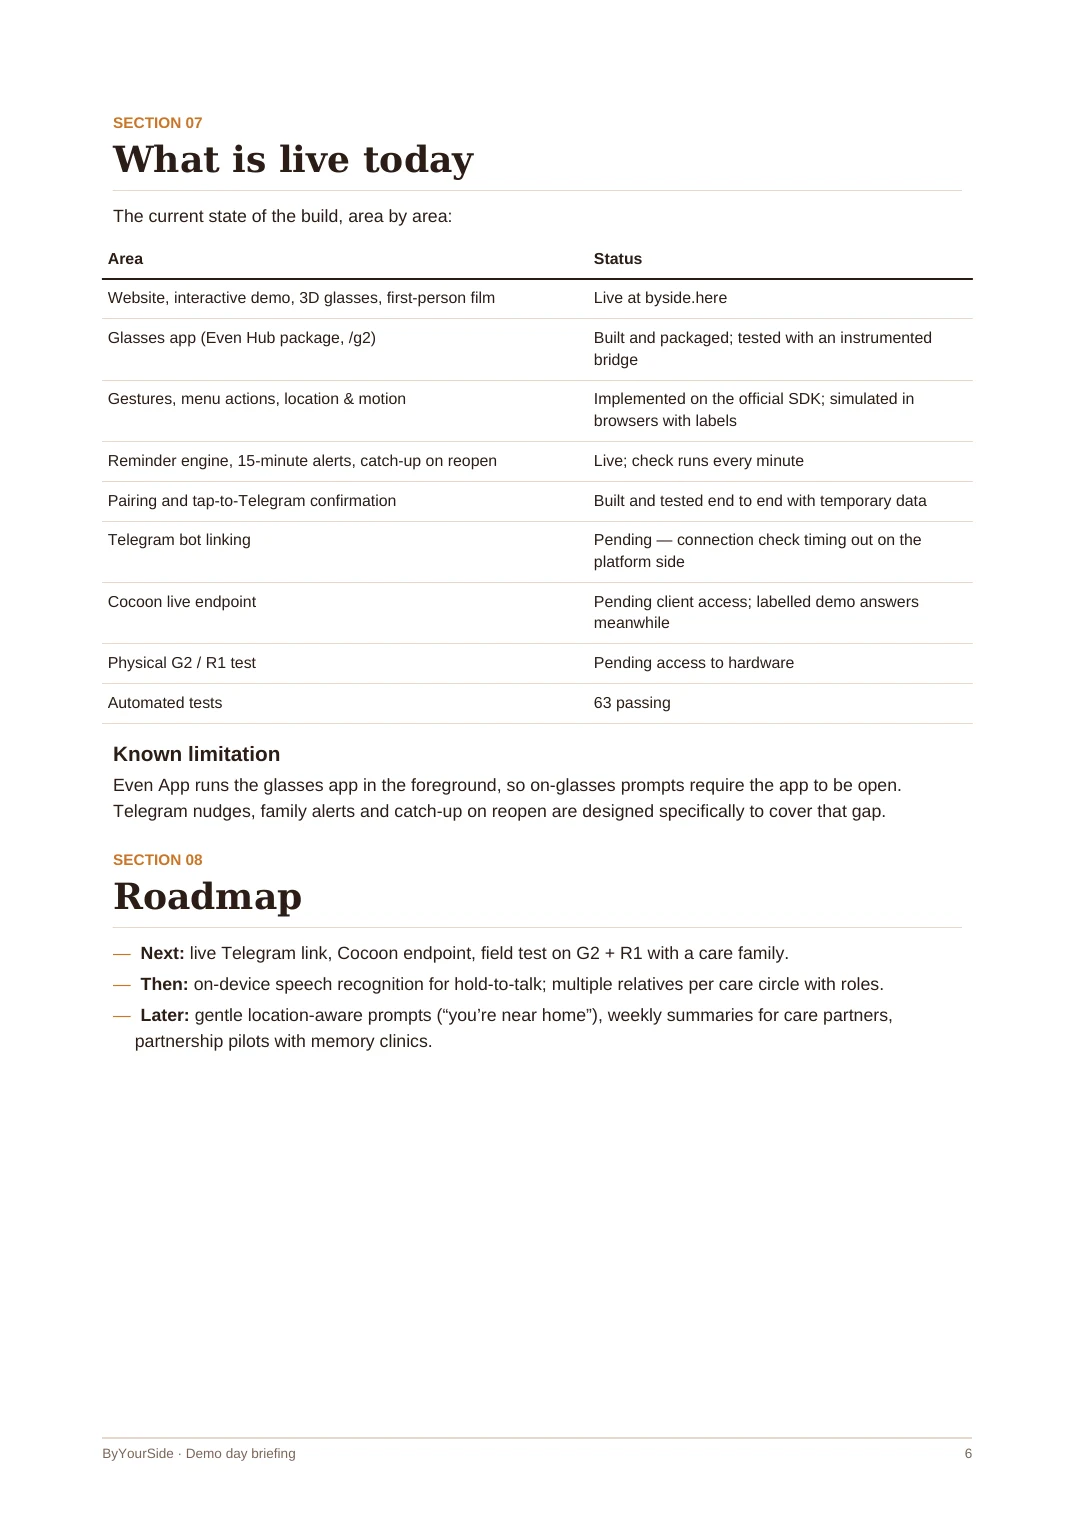 SECTION 07
What is live today
The current state of the build, area by area:
Area Status
Website, interactive demo, 3D glasses, first-person film Live at byside.here
Glasses app (Even Hub package, /g2) Built and packaged; tested with an instrumented
bridge
Gestures, menu actions, location & motion Implemented on the official SDK; simulated in
browsers with labels
Reminder engine, 15-minute alerts, catch-up on reopen Live; check runs every minute
Pairing and tap-to-Telegram confirmation Built and tested end to end with temporary data
Telegram bot linking Pending — connection check timing out on the
platform side
Cocoon live endpoint Pending client access; labelled demo answers
meanwhile
Physical G2 / R1 test Pending access to hardware
Automated tests 63 passing
Known limitation
Even App runs the glasses app in the foreground, so on-glasses prompts require the app to be open.
Telegram nudges, family alerts and catch-up on reopen are designed specifically to cover that gap.
SECTION 08
Roadmap
— Next: live Telegram link, Cocoon endpoint, field test on G2 + R1 with a care family.
— Then: on-device speech recognition for hold-to-talk; multiple relatives per care circle with roles.
— Later: gentle location-aware prompts (“you’re near home”), weekly summaries for care partners,
partnership pilots with memory clinics.
ByYourSide · Demo day briefing 6